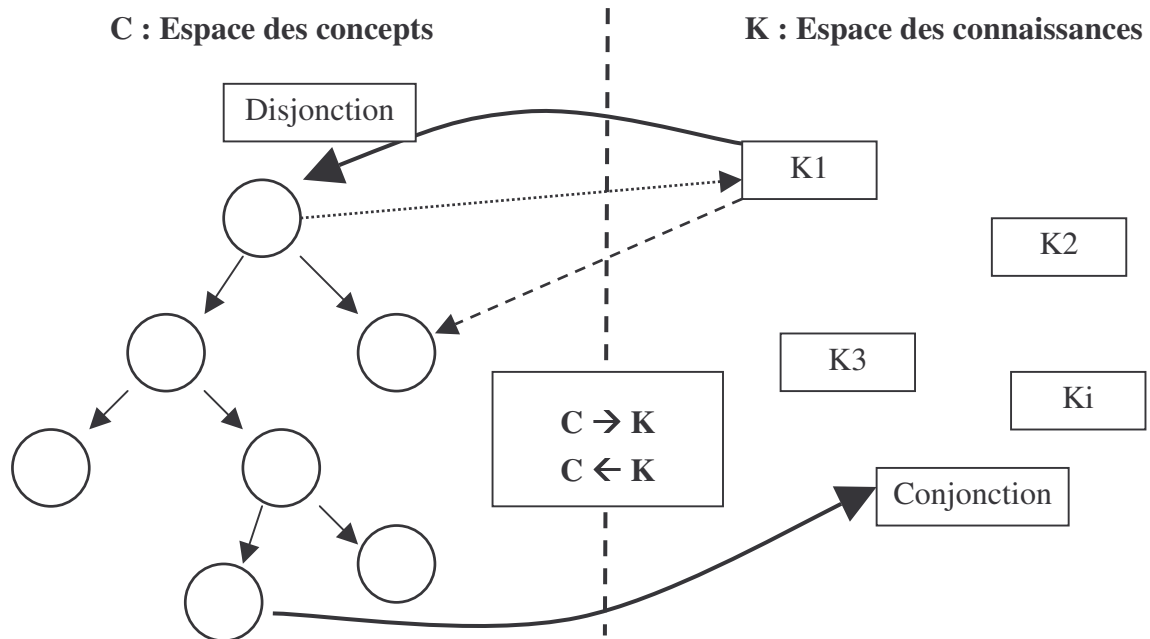 C : Espace des concepts
K : Espace des connaissances
Disjonction
K1
K2
K3
Ki
C → K
C ← K
Conjonction